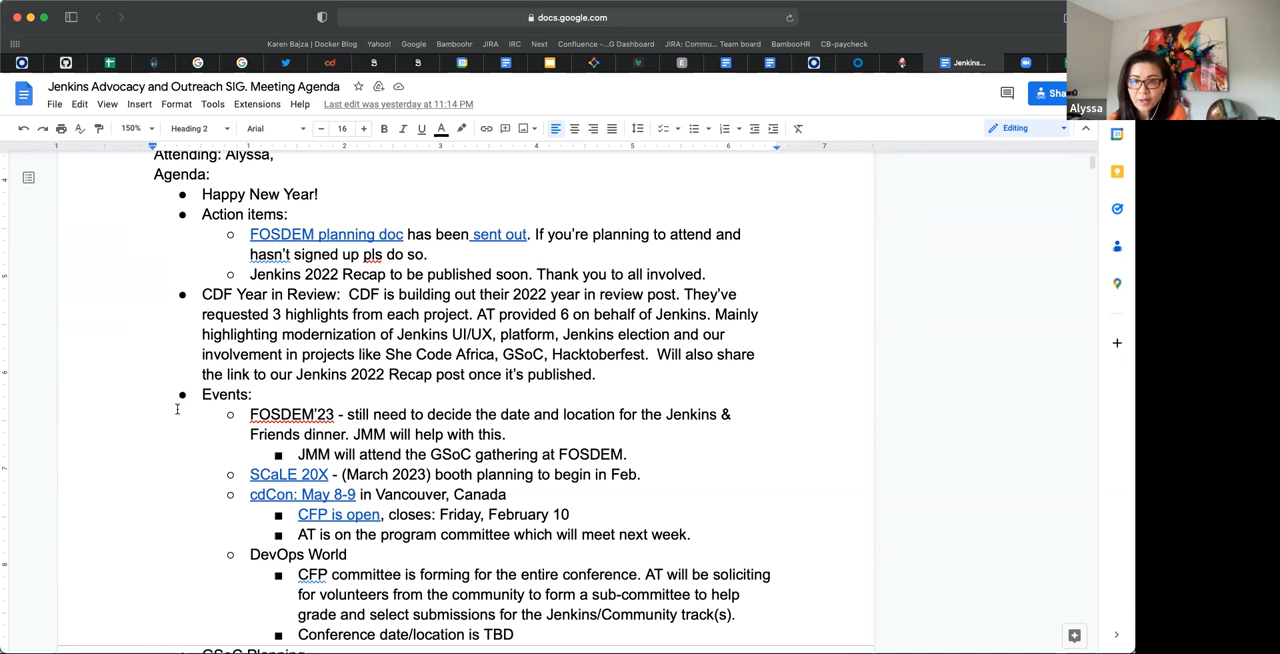 docs.google.com
Karen Bajza | Docker Blog Yahoo! Google Bamboohr JIRA IRC Next Confluence -...G Dashboard JIRA: Commu... Team board BambooHR CB-paycheck
Jenkins...
Jenkins Advocacy and Outreach SIG. Meeting Agenda
Sha
Alyssa
File Edit View Insert Format Tools Extensions Help Last edit was yesterday at 11:14 PM
150% Heading 2 Arial 16 Editing
1 1 2 3 4 5 6 7
Attending: Alyssa,
Agenda:
● Happy New Year!
● Action items:
○ FOSDEM planning doc has been sent out. If you’re planning to attend and
hasn’t signed up pls do so.
○ Jenkins 2022 Recap to be published soon. Thank you to all involved.
● CDF Year in Review:  CDF is building out their 2022 year in review post. They’ve
requested 3 highlights from each project. AT provided 6 on behalf of Jenkins. Mainly
highlighting modernization of Jenkins UI/UX, platform, Jenkins election and our
involvement in projects like She Code Africa, GSoC, Hacktoberfest.  Will also share
the link to our Jenkins 2022 Recap post once it’s published.
● Events:
○ FOSDEM’23 - still need to decide the date and location for the Jenkins &
Friends dinner. JMM will help with this.
■ JMM will attend the GSoC gathering at FOSDEM.
○ SCaLE 20X - (March 2023) booth planning to begin in Feb.
○ cdCon: May 8-9 in Vancouver, Canada
■ CFP is open, closes: Friday, February 10
■ AT is on the program committee which will meet next week.
○ DevOps World
■ CFP committee is forming for the entire conference. AT will be soliciting
for volunteers from the community to form a sub-committee to help
grade and select submissions for the Jenkins/Community track(s).
■ Conference date/location is TBD
● GSoC Planning